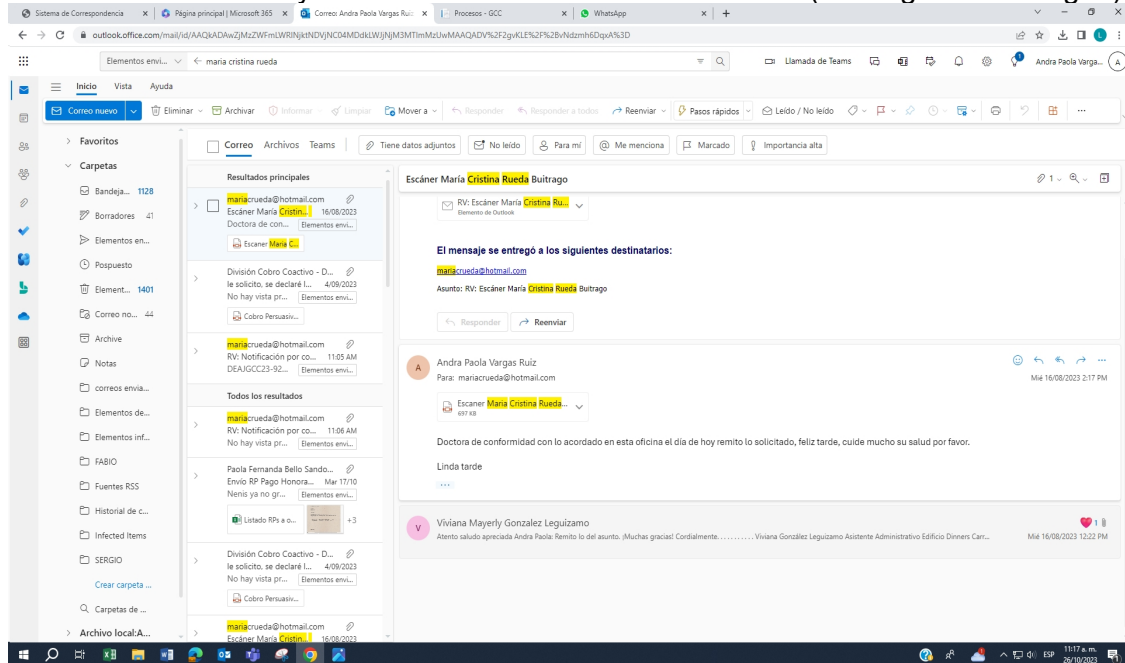 Sistema de Correspondencia
Página principal | Microsoft 365
Correo: Andra Paola Vargas Ruiz
Procesos - GCC
WhatsApp
outlook.office.com/mail/id/AAQkADAwZjMzZWFmLWRlNjktNDVjNC04MDdkLWJjNjM3MTImMzUwMAAQADV%2F2gvKLE%2F%2BvNdzmh6DqxA%3D
Elementos envi...
maria cristina rueda
Llamada de Teams
Andra Paola Varga...
Inicio Vista Ayuda
Correo nuevo
Eliminar
Archivar
Informar
Limpiar
Mover a
Responder
Responder a todos
Reenviar
Pasos rápidos
Leído / No leído
Favoritos
Carpetas
Bandeja... 1128
Borradores 41
Elementos en...
Pospuesto
Element... 1401
Correo no... 44
Archive
Notas
correos envia...
Elementos de...
Elementos inf...
FABIO
Fuentes RSS
Historial de c...
Infected Items
SERGIO
Crear carpeta ...
Carpetas de ...
Archivo local:A...
Correo Archivos Teams
Tiene datos adjuntos
No leído
Para mí
Me menciona
Marcado
Importancia alta
Resultados principales
mariacrueda@hotmail.com
Escáner María Cristin... 16/08/2023
Doctora de con... Elementos envi...
Escaner Maria C...
División Cobro Coactivo - D...
le solicito, se declaré l... 4/09/2023
No hay vista pr... Elementos envi...
Cobro Persuasiv...
mariacrueda@hotmail.com
RV: Notificación por co... 11:05 AM
DEAJGCC23-92... Elementos envi...
Todos los resultados
mariacrueda@hotmail.com
RV: Notificación por co... 11:06 AM
No hay vista pr... Elementos envi...
Paola Fernanda Bello Sando...
Envío RP Pago Honora... Mar 17/10
Nenis ya no gr... Elementos envi...
Listado RPs a o...
+3
División Cobro Coactivo - D...
le solicito, se declaré l... 4/09/2023
No hay vista pr... Elementos envi...
Cobro Persuasiv...
mariacrueda@hotmail.com
Escáner María Cristin... 16/08/2023
Escáner María Cristina Rueda Buitrago
1
RV: Escáner María Cristina Ru...
Elemento de Outlook
El mensaje se entregó a los siguientes destinatarios:
mariacrueda@hotmail.com
Asunto: RV: Escáner María Cristina Rueda Buitrago
Responder
Reenviar
A
Andra Paola Vargas Ruiz
Para: mariacrueda@hotmail.com
Mié 16/08/2023 2:17 PM
Escaner Maria Cristina Rueda...
697 KB
Doctora de conformidad con lo acordado en esta oficina el día de hoy remito lo solicitado, feliz tarde, cuide mucho su salud por favor.
Linda tarde
V
Viviana Mayerly Gonzalez Leguizamo
1
Atento saludo apreciada Andra Paola: Remito lo del asunto. ¡Muchas gracias! Cordialmente. . . . . . . . . . . Viviana González Leguizamo Asistente Administrativo Edificio Dinners Carr...
Mié 16/08/2023 12:22 PM
ESP
11:17 a. m.
26/10/2023